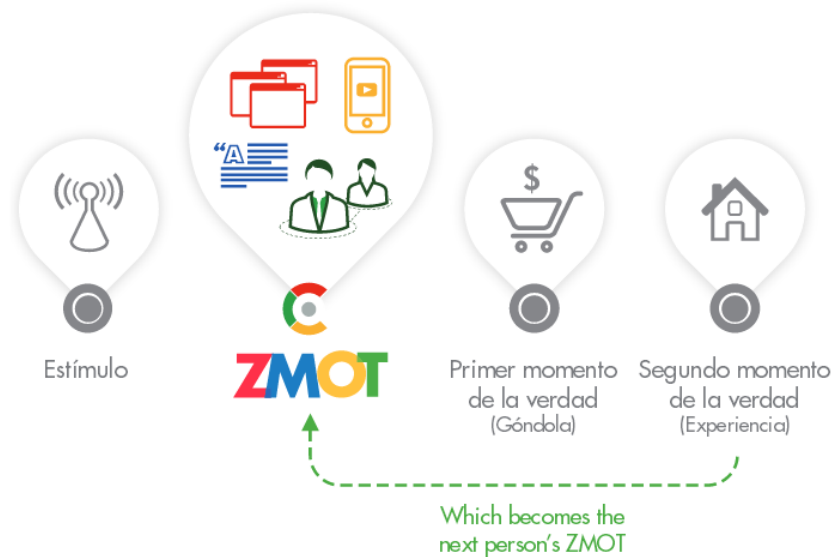 “A
$
Estímulo
ZMOT
Primer momento
de la verdad
(Góndola)
Segundo momento
de la verdad
(Experiencia)
Which becomes the
next person’s ZMOT